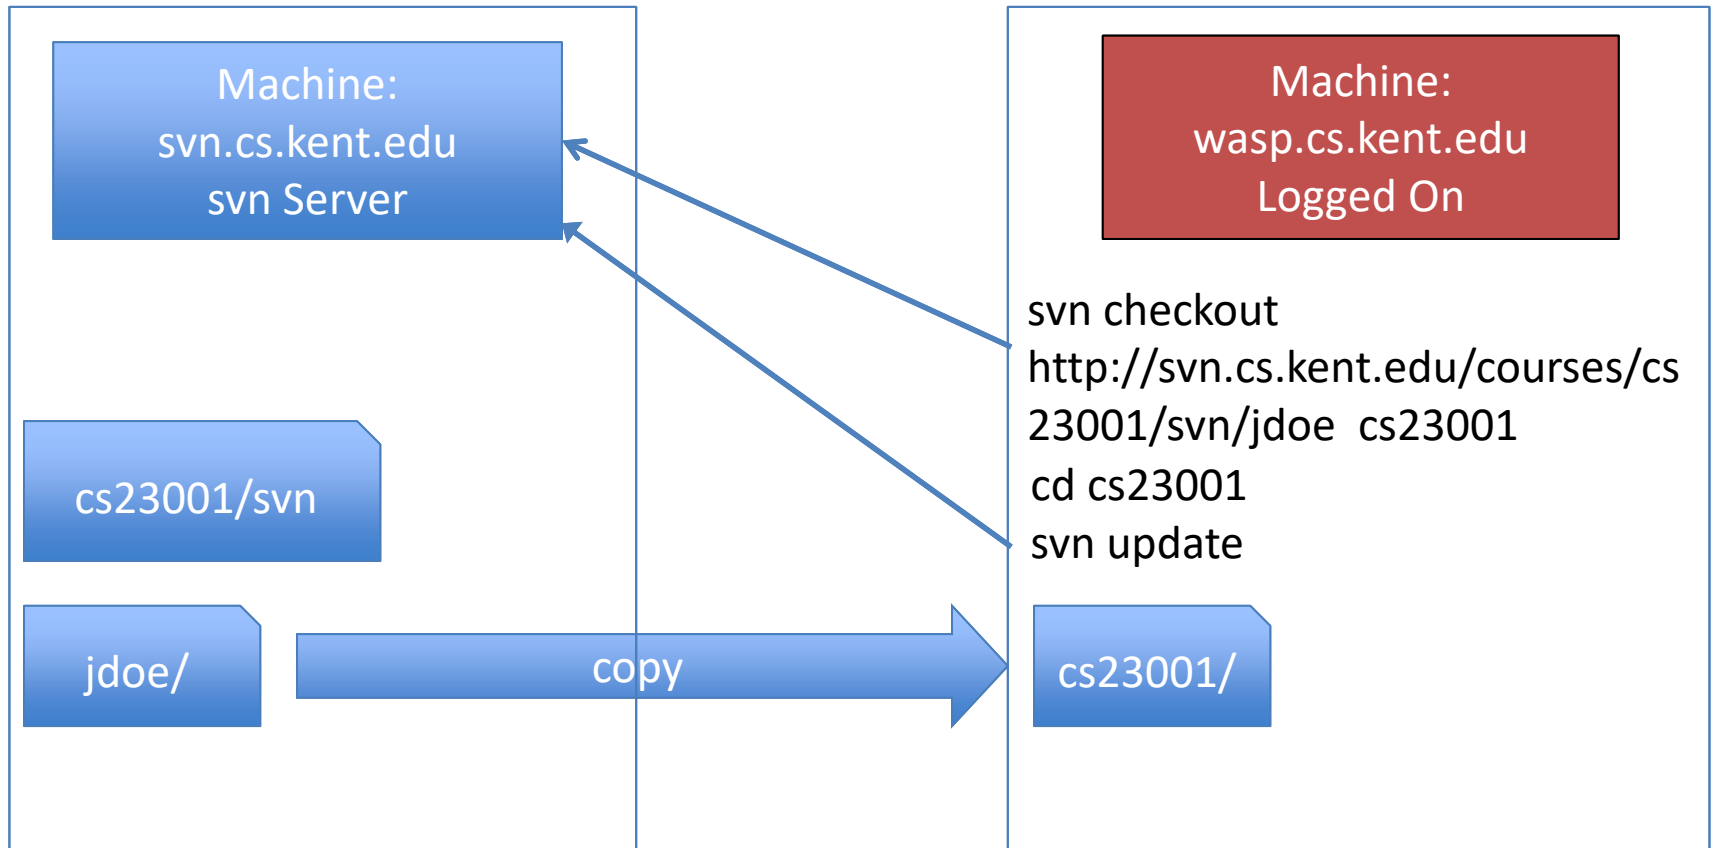 Machine:
svn.cs.kent.edu
svn Server
Machine:
wasp.cs.kent.edu
Logged On
svn checkout
http://svn.cs.kent.edu/courses/cs
23001/svn/jdoe cs23001
cd cs23001
svn update
cs23001/svn
jdoe/
copy
cs23001/